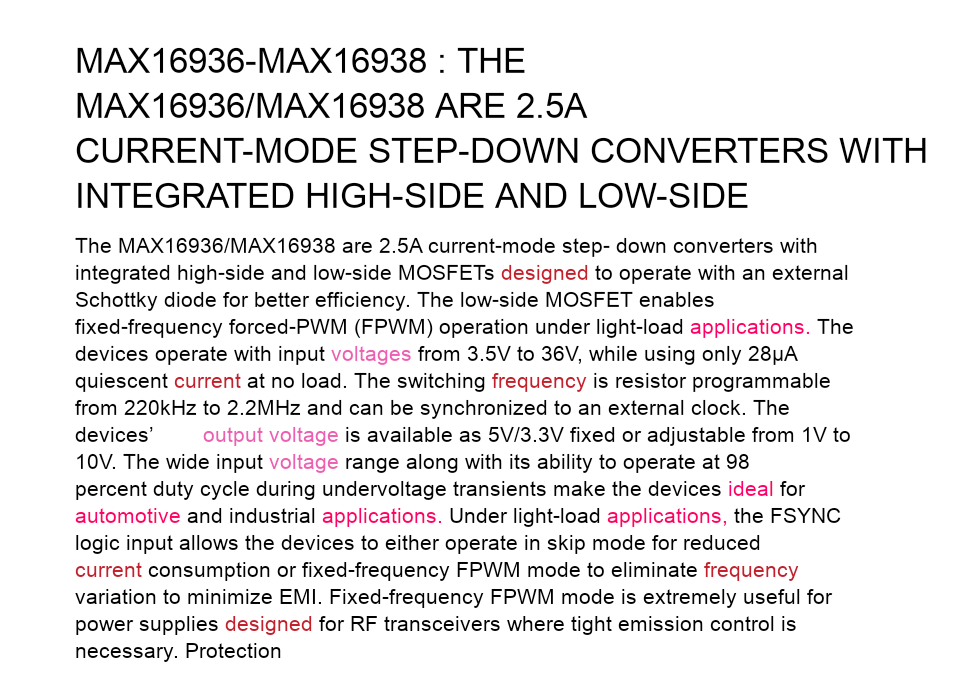 MAX16936-MAX16938 : THE
MAX16936/MAX16938 ARE 2.5A
CURRENT-MODE STEP-DOWN CONVERTERS WITH
INTEGRATED HIGH-SIDE AND LOW-SIDE
The MAX16936/MAX16938 are 2.5A current-mode step- down converters with
integrated high-side and low-side MOSFETs designed to operate with an external
Schottky diode for better efficiency. The low-side MOSFET enables
fixed-frequency forced-PWM (FPWM) operation under light-load applications. The
devices operate with input voltages from 3.5V to 36V, while using only 28μA
quiescent current at no load. The switching frequency is resistor programmable
from 220kHz to 2.2MHz and can be synchronized to an external clock. The
devices’ output voltage is available as 5V/3.3V fixed or adjustable from 1V to
10V. The wide input voltage range along with its ability to operate at 98
percent duty cycle during undervoltage transients make the devices ideal for
automotive and industrial applications. Under light-load applications, the FSYNC
logic input allows the devices to either operate in skip mode for reduced
current consumption or fixed-frequency FPWM mode to eliminate frequency
variation to minimize EMI. Fixed-frequency FPWM mode is extremely useful for
power supplies designed for RF transceivers where tight emission control is
necessary. Protection